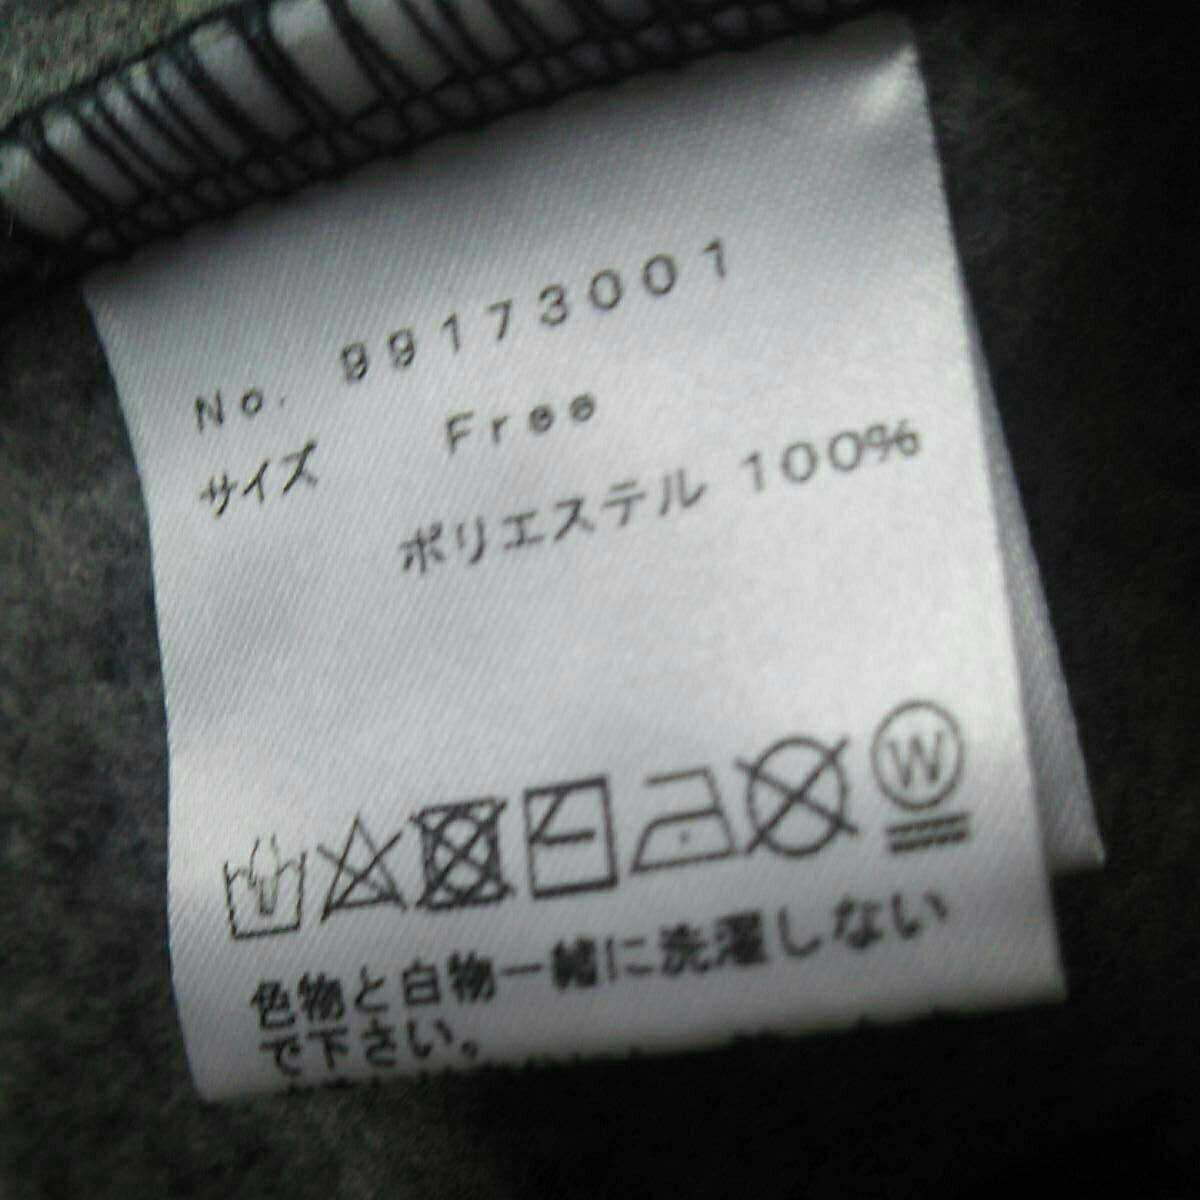 No. 99173001
サイズ Free
ポリエステル 100%
W
色物と白物一緒に洗濯しない
で下さい。